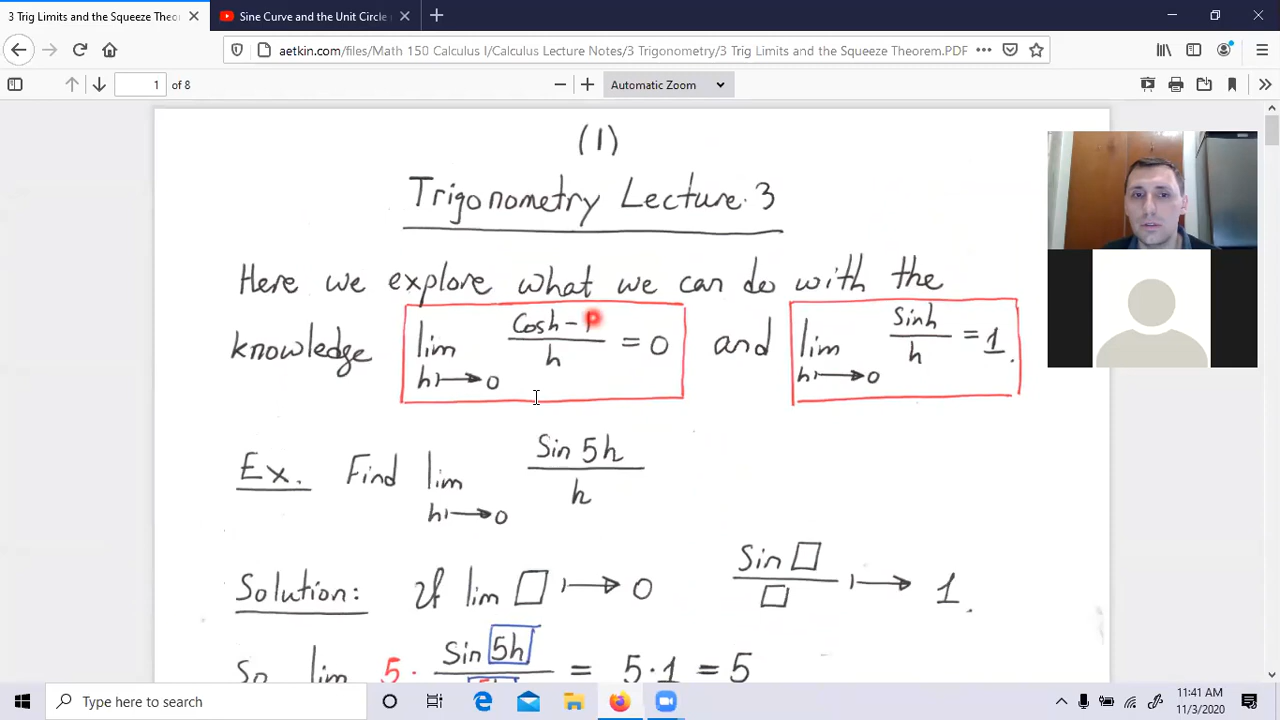 3 Trig Limits and the Squeeze Theor
Sine Curve and the Unit Circle
aetkin.com/files/Math 150 Calculus I/Calculus Lecture Notes/3 Trigonometry/3 Trig Limits and the Squeeze Theorem.PDF
1 of 8
Automatic Zoom
(1)
Trigonometry Lecture 3
Here we explore what we can do with the
knowledge lim h↦0 (Cosh-1)/h = 0 and lim h↦0 Sinh/h = 1.
Ex. Find lim h↦0 Sin 5h/h
Solution: If lim □ ↦ 0 Sin □/□ ↦ 1.
So lim 5 · Sin 5h = 5·1 = 5
Type here to search
11:41 AM
11/3/2020